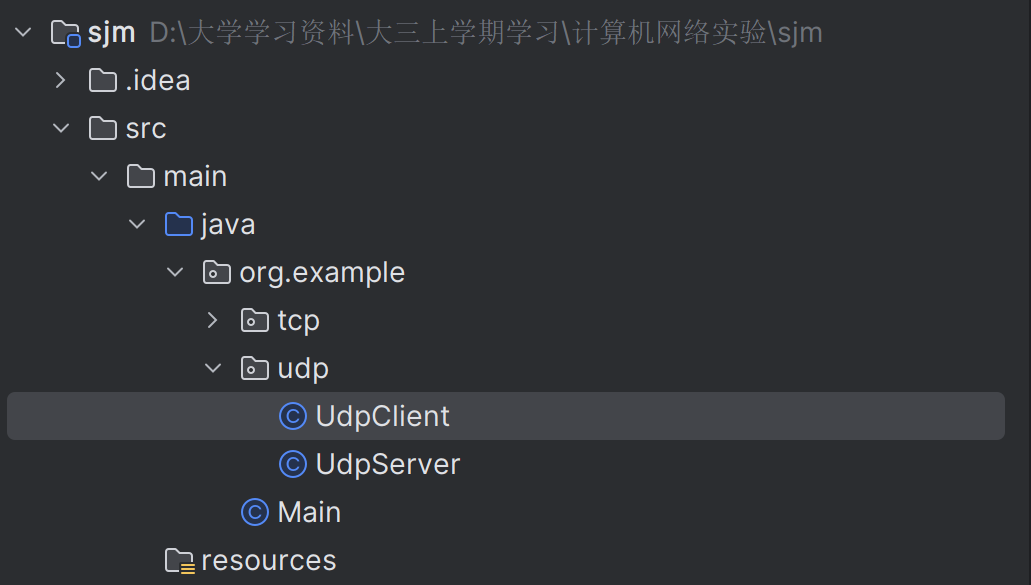 sjm D:\大学学习资料\大三上学期学习\计算机网络实验\sjm
.idea
src
main
java
org.example
tcp
udp
UdpClient
UdpServer
Main
resources